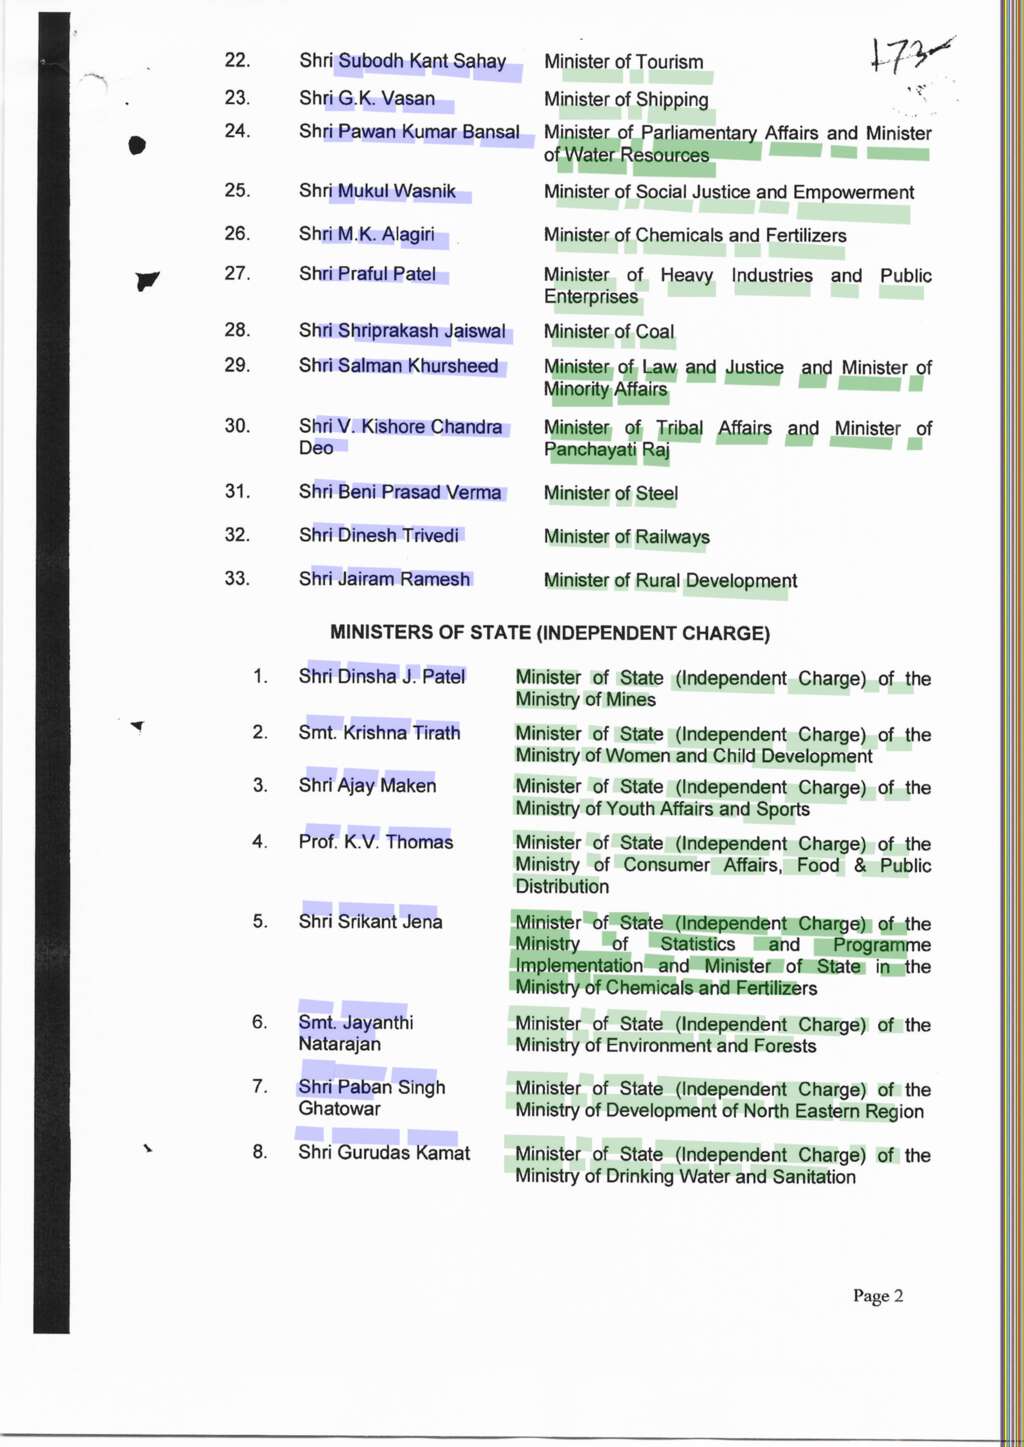 173
22. Shri Subodh Kant Sahay Minister of Tourism
23. Shri G.K. Vasan Minister of Shipping
24. Shri Pawan Kumar Bansal Minister of Parliamentary Affairs and Minister
of Water Resources
25. Shri Mukul Wasnik Minister of Social Justice and Empowerment
26. Shri M.K. Alagiri Minister of Chemicals and Fertilizers
27. Shri Praful Patel Minister of Heavy Industries and Public
Enterprises
28. Shri Shriprakash Jaiswal Minister of Coal
29. Shri Salman Khursheed Minister of Law and Justice and Minister of
Minority Affairs
30. Shri V. Kishore Chandra Minister of Tribal Affairs and Minister of
Deo Panchayati Raj
31. Shri Beni Prasad Verma Minister of Steel
32. Shri Dinesh Trivedi Minister of Railways
33. Shri Jairam Ramesh Minister of Rural Development
MINISTERS OF STATE (INDEPENDENT CHARGE)
1. Shri Dinsha J. Patel Minister of State (Independent Charge) of the
Ministry of Mines
2. Smt. Krishna Tirath Minister of State (Independent Charge) of the
Ministry of Women and Child Development
3. Shri Ajay Maken Minister of State (Independent Charge) of the
Ministry of Youth Affairs and Sports
4. Prof. K.V. Thomas Minister of State (Independent Charge) of the
Ministry of Consumer Affairs, Food & Public
Distribution
5. Shri Srikant Jena Minister of State (Independent Charge) of the
Ministry of Statistics and Programme
Implementation and Minister of State in the
Ministry of Chemicals and Fertilizers
6. Smt. Jayanthi Minister of State (Independent Charge) of the
Natarajan Ministry of Environment and Forests
7. Shri Paban Singh Minister of State (Independent Charge) of the
Ghatowar Ministry of Development of North Eastern Region
8. Shri Gurudas Kamat Minister of State (Independent Charge) of the
Ministry of Drinking Water and Sanitation
Page 2